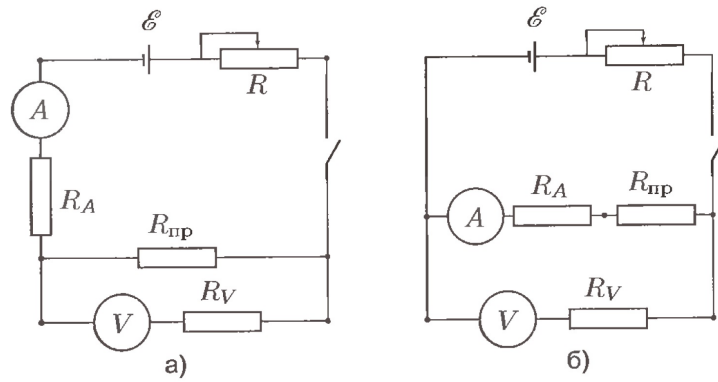 ℰ ℰ
R R
A
R_A R_A R_пр
R_пр A
R_V R_V
V V
а) б)